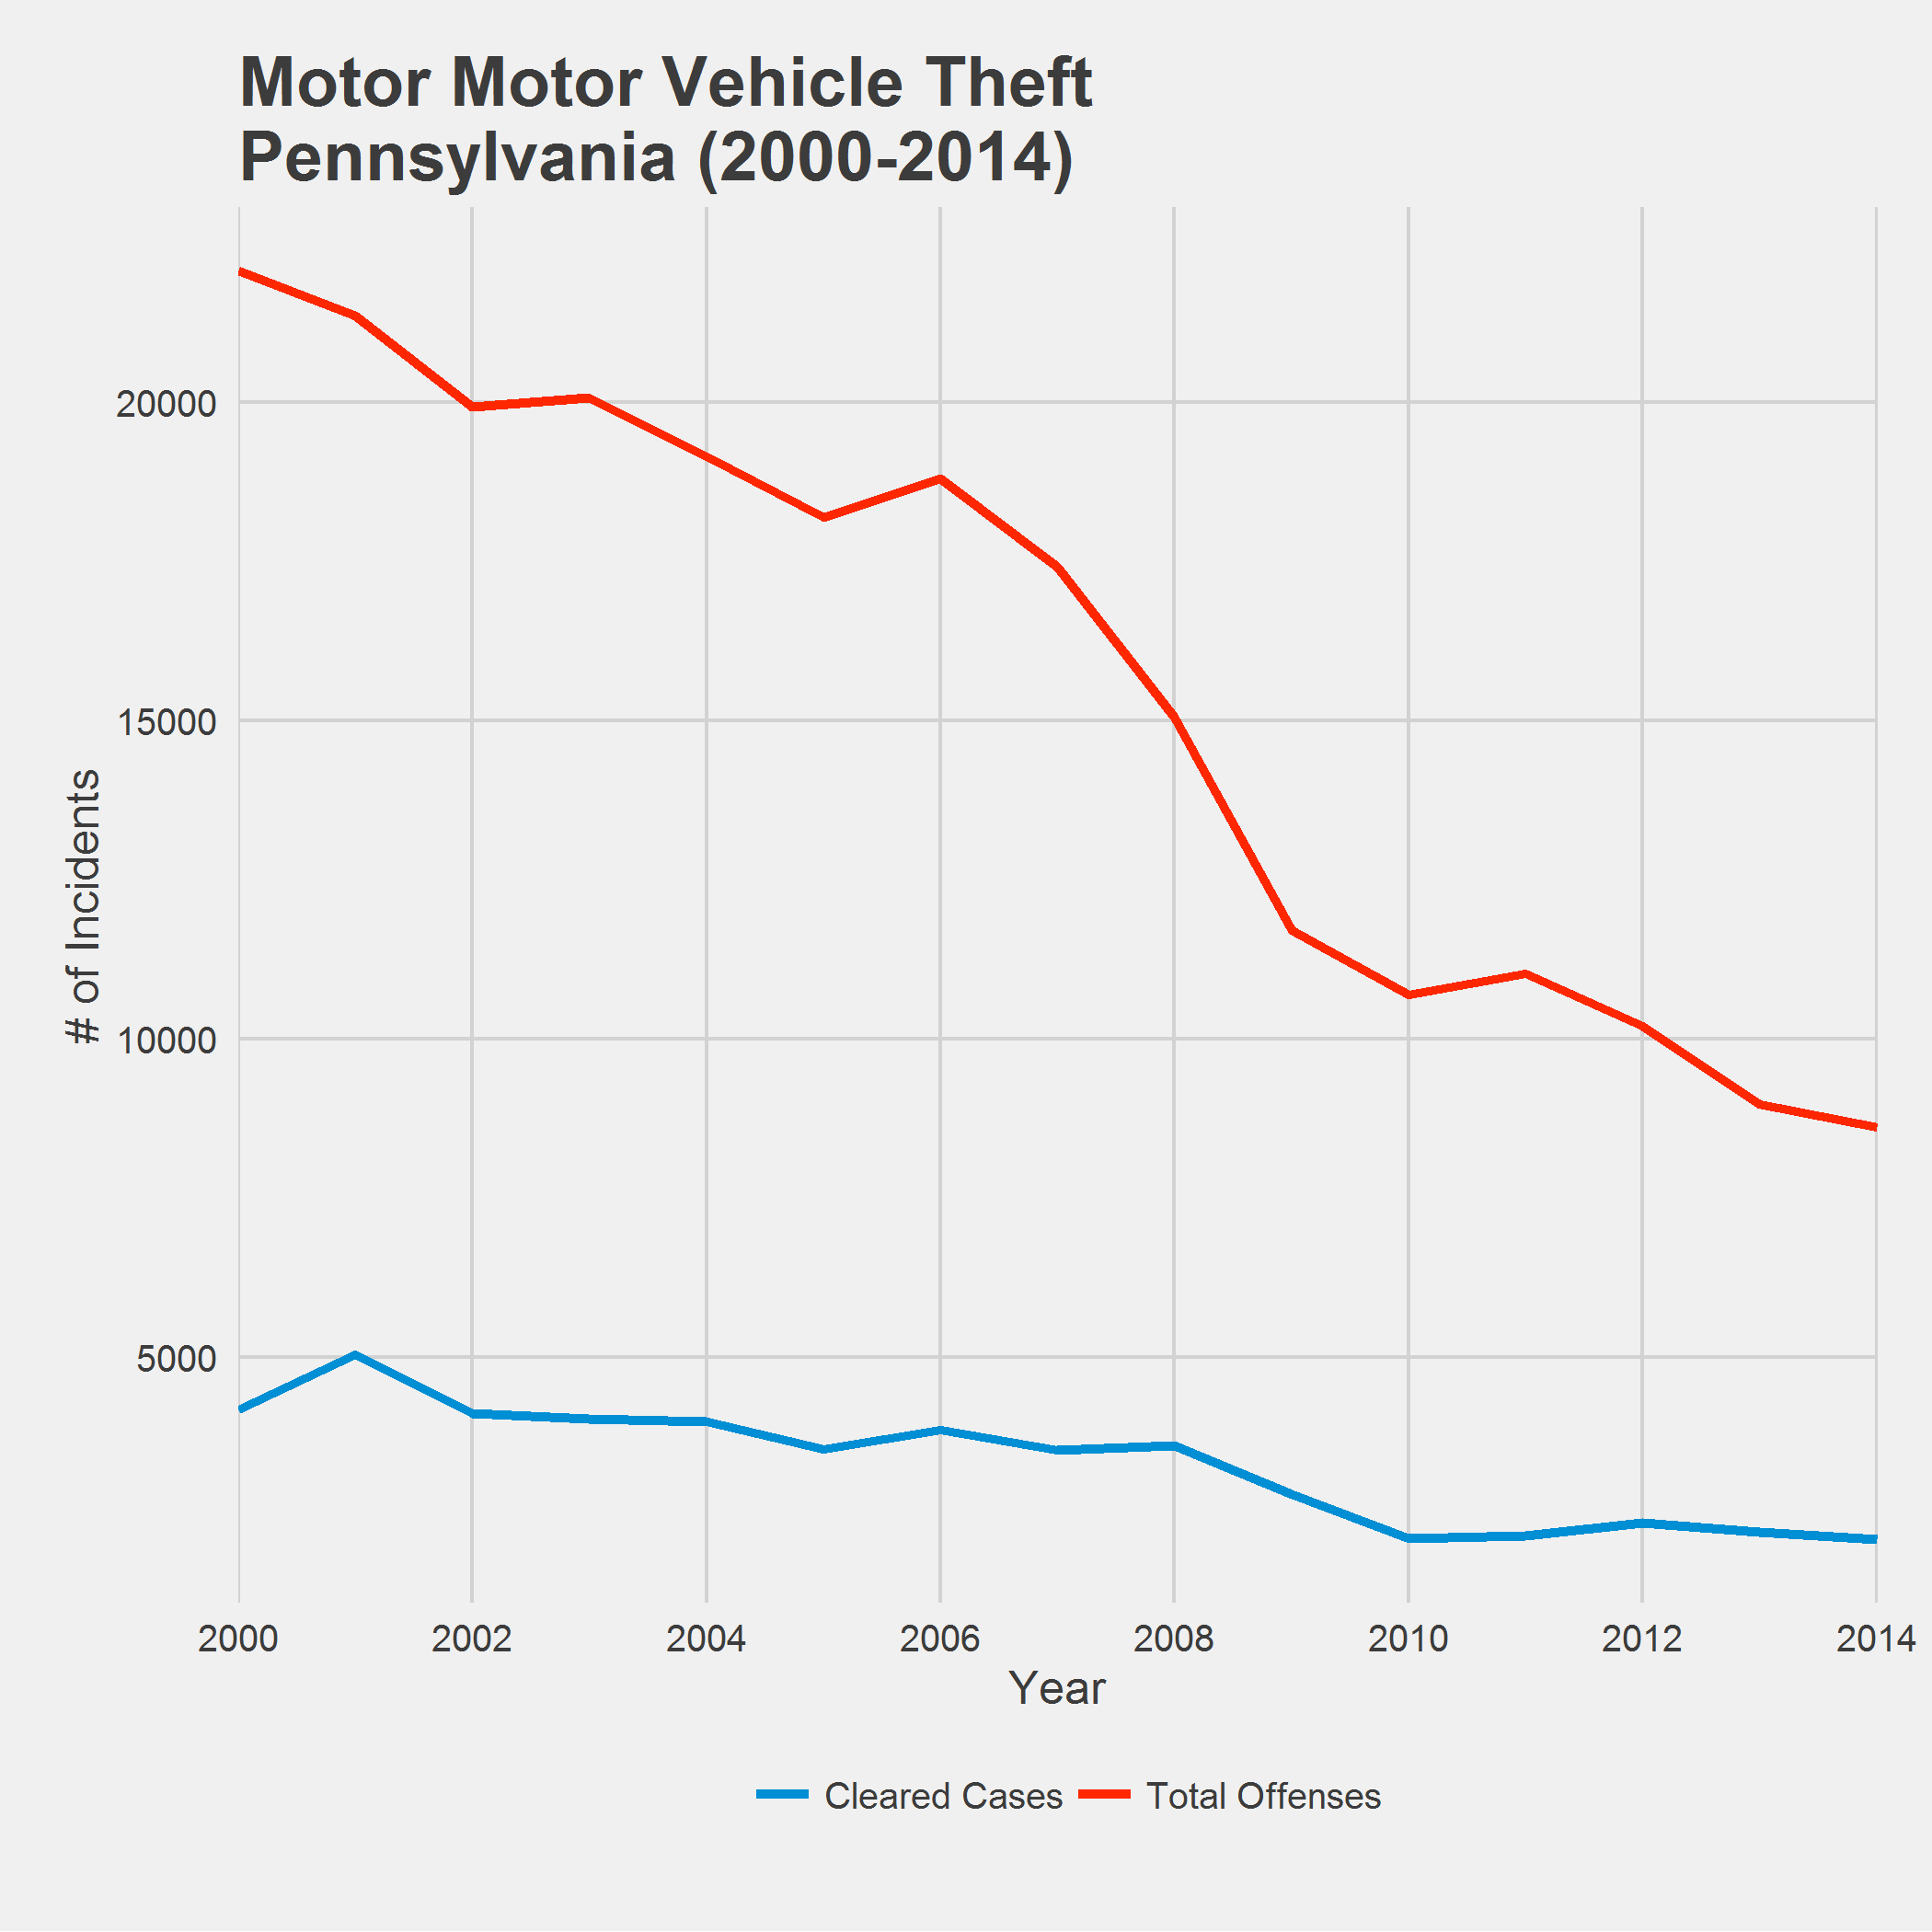 Motor Motor Vehicle Theft
Pennsylvania (2000-2014)
20000
15000
10000
5000
# of Incidents
2000 2002 2004 2006 2008 2010 2012 2014
Year
Cleared Cases Total Offenses